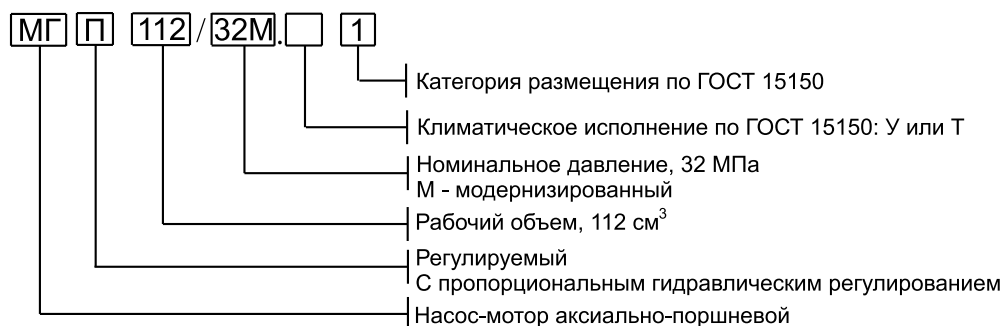 МГ П 112 / 32М. 1
Категория размещения по ГОСТ 15150
Климатическое исполнение по ГОСТ 15150: У или Т
Номинальное давление, 32 МПа
М - модернизированный
Рабочий объем, 112 см³
Регулируемый
С пропорциональным гидравлическим регулированием
Насос-мотор аксиально-поршневой